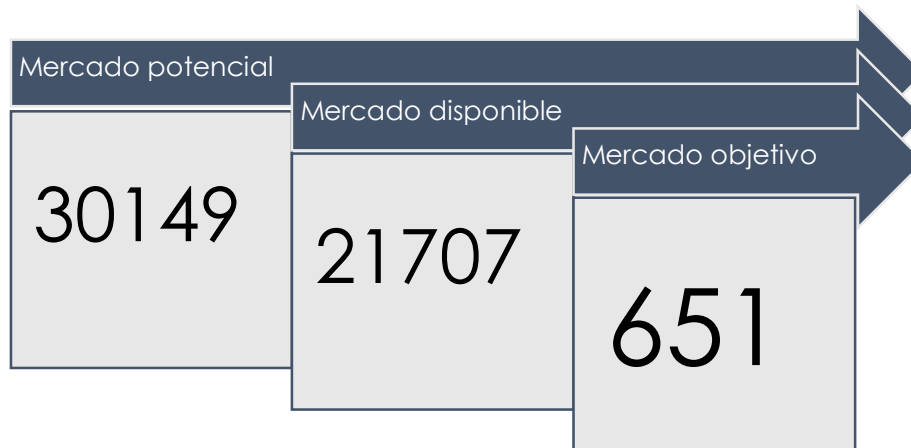 Mercado potencial
30149
Mercado disponible
21707
Mercado objetivo
651